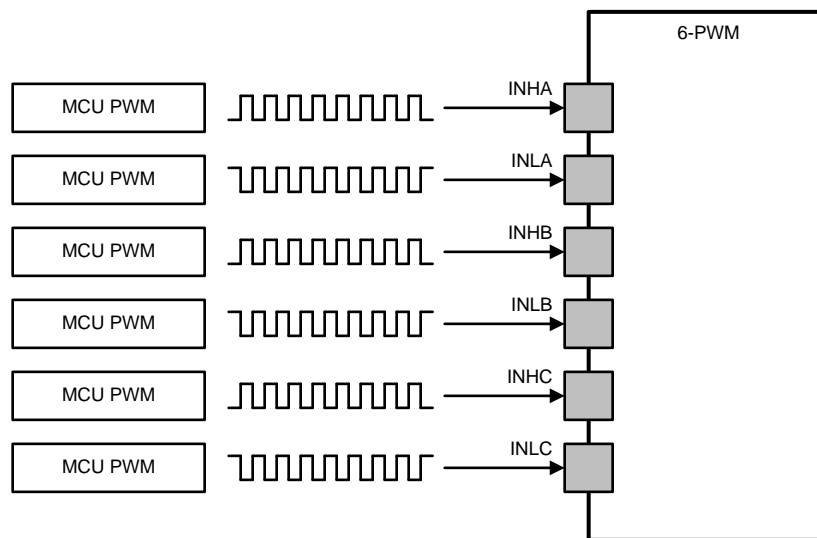 6-PWM
MCU PWM INHA
MCU PWM INLA
MCU PWM INHB
MCU PWM INLB
MCU PWM INHC
MCU PWM INLC